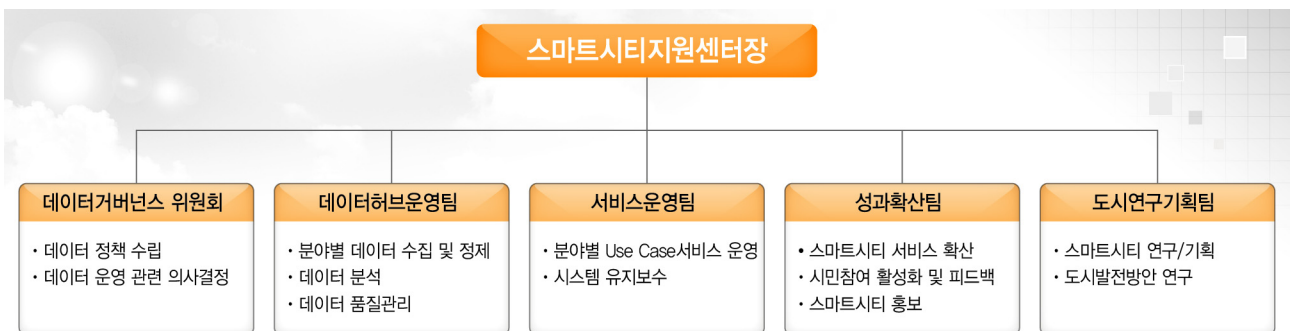 스마트시티지원센터장
데이터거버넌스 위원회
· 데이터 정책 수립
· 데이터 운영 관련 의사결정
데이터허브운영팀
· 분야별 데이터 수집 및 정제
· 데이터 분석
· 데이터 품질관리
서비스운영팀
· 분야별 Use Case서비스 운영
· 시스템 유지보수
성과확산팀
• 스마트시티 서비스 확산
· 시민참여 활성화 및 피드백
· 스마트시티 홍보
도시연구기획팀
· 스마트시티 연구/기획
· 도시발전방안 연구